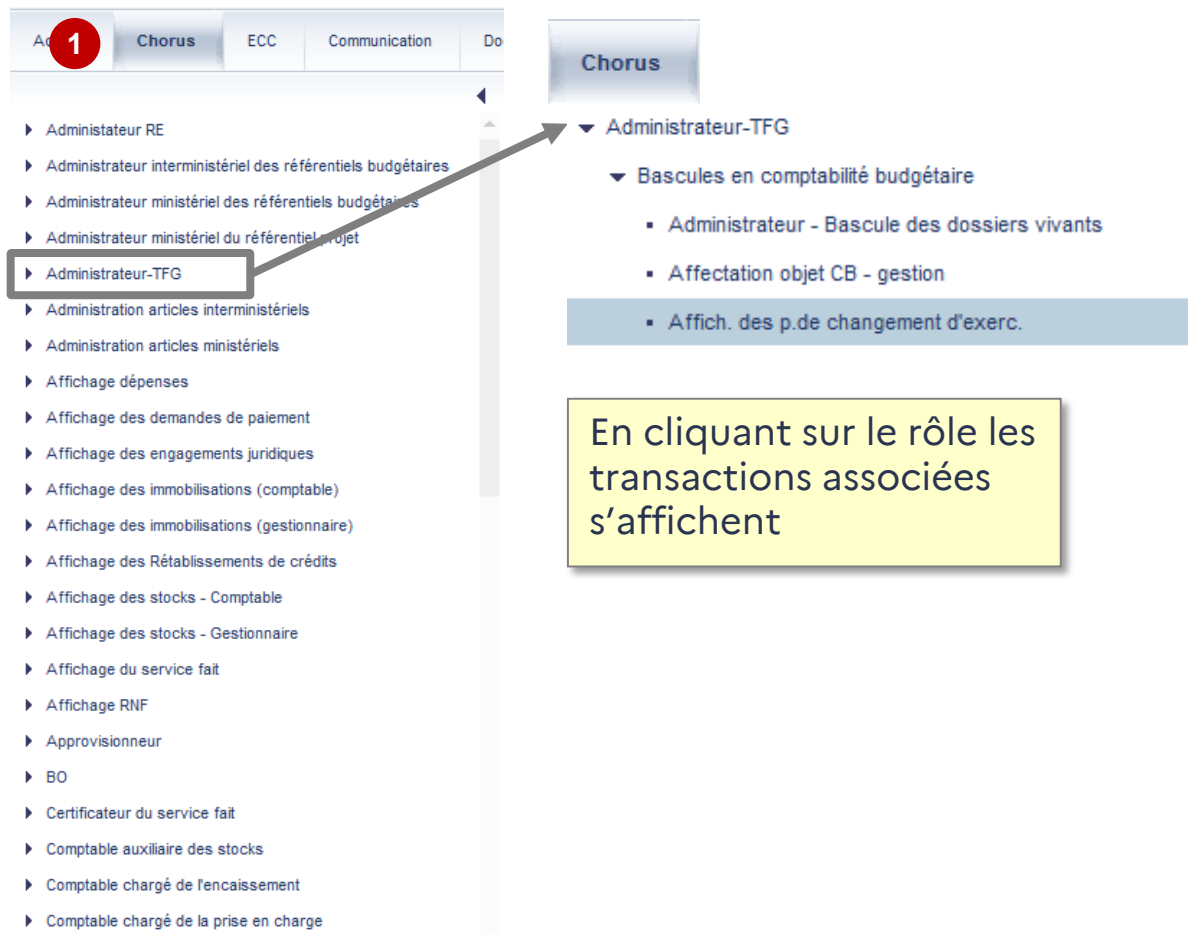 1
Chorus
ECC
Communication
Administateur RE
Administrateur interministériel des référentiels budgétaires
Administrateur ministériel des référentiels budgétaires
Administrateur ministériel du référentiel projet
Administrateur-TFG
Administration articles interministériels
Administration articles ministériels
Affichage dépenses
Affichage des demandes de paiement
Affichage des engagements juridiques
Affichage des immobilisations (comptable)
Affichage des immobilisations (gestionnaire)
Affichage des Rétablissements de crédits
Affichage des stocks - Comptable
Affichage des stocks - Gestionnaire
Affichage du service fait
Affichage RNF
Approvisionneur
BO
Certificateur du service fait
Comptable auxiliaire des stocks
Comptable chargé de l'encaissement
Comptable chargé de la prise en charge
Chorus
Administrateur-TFG
Bascules en comptabilité budgétaire
Administrateur - Bascule des dossiers vivants
Affectation objet CB - gestion
Affich. des p.de changement d'exerc.
En cliquant sur le rôle les
transactions associées
s'affichent